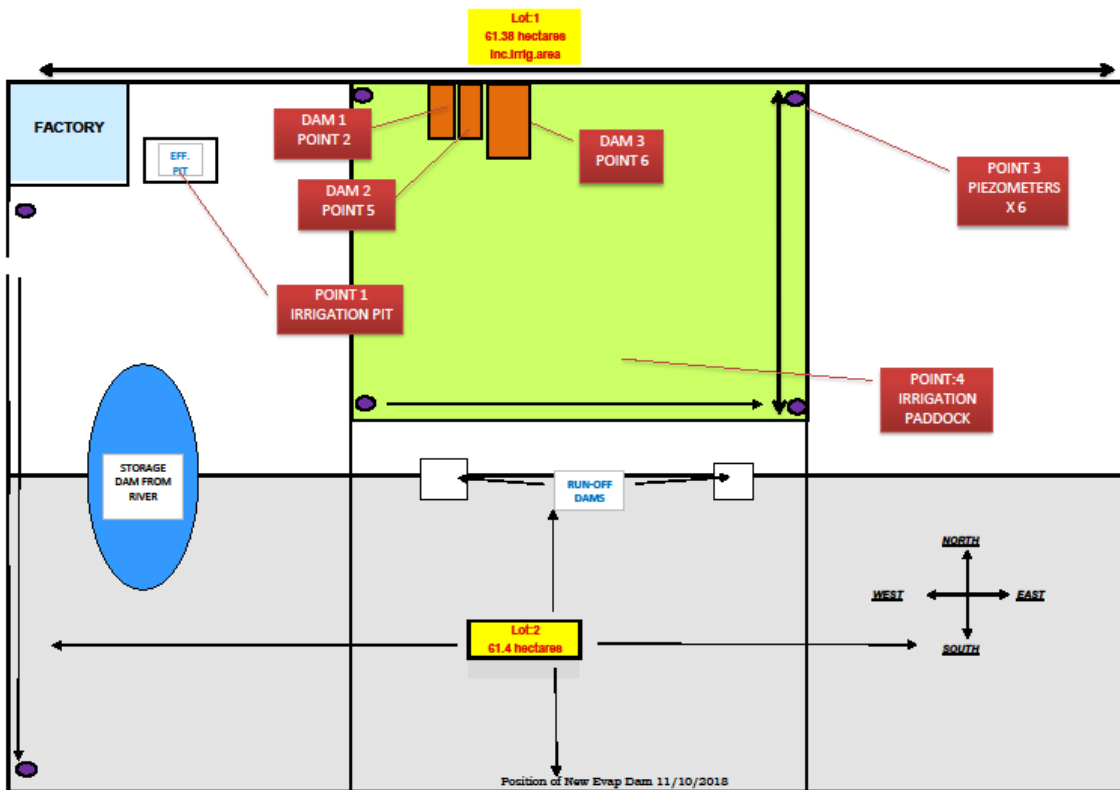 Lot:1
61.38 hectares
Inc.Irrig.area
FACTORY
EFF.
PIT
DAM 1
POINT 2
DAM 2
POINT 5
DAM 3
POINT 6
POINT 3
PIEZOMETERS
X 6
POINT 1
IRRIGATION PIT
POINT:4
IRRIGATION
PADDOCK
STORAGE
DAM FROM
RIVER
RUN-OFF
DAMS
NORTH
WEST
EAST
SOUTH
Lot:2
61.4 hectares
Position of New Evap Dam 11/10/2018